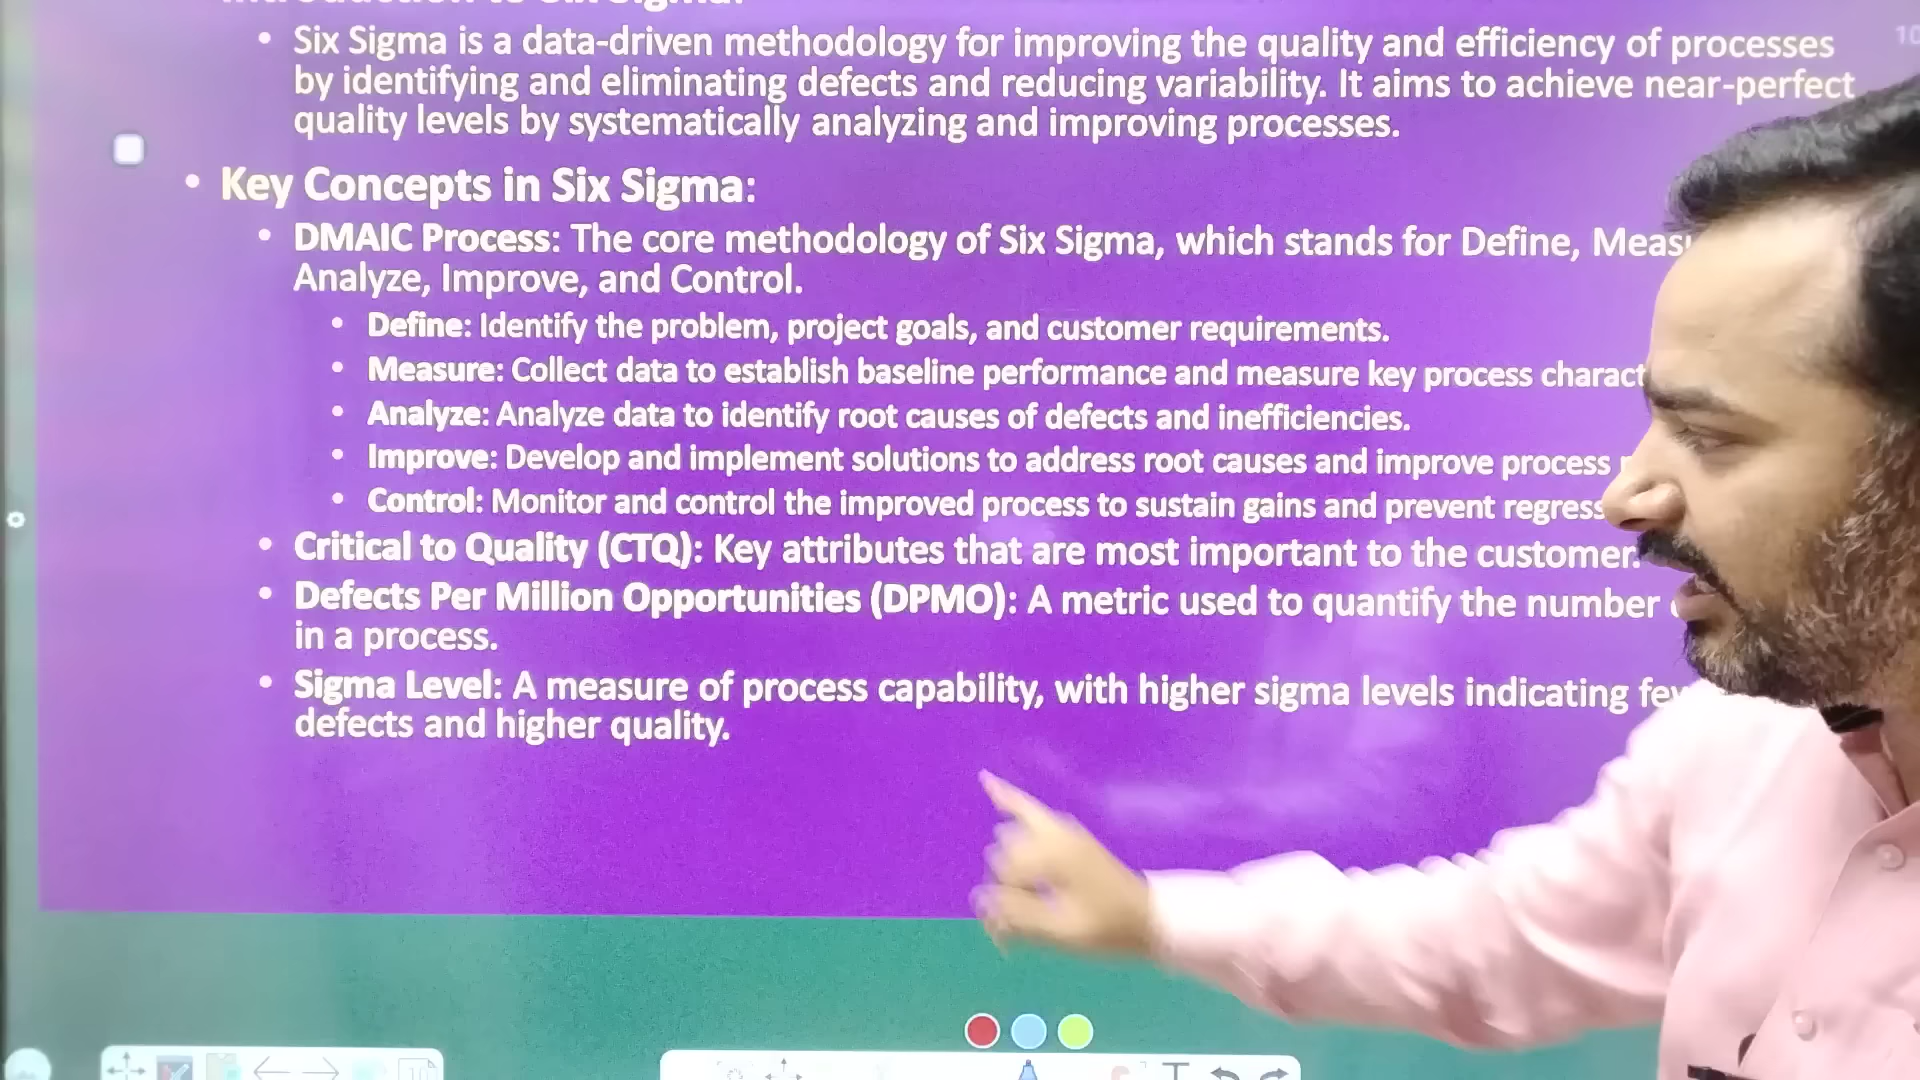 Introduction to Six Sigma:
• Six Sigma is a data-driven methodology for improving the quality and efficiency of processes
by identifying and eliminating defects and reducing variability. It aims to achieve near-perfect
quality levels by systematically analyzing and improving processes.
• Key Concepts in Six Sigma:
• DMAIC Process: The core methodology of Six Sigma, which stands for Define,
Analyze, Improve, and Control.
• Define: Identify the problem, project goals, and customer requirements.
• Measure: Collect data to establish baseline performance and measure key process
• Analyze: Analyze data to identify root causes of defects and inefficiencies.
• Improve: Develop and implement solutions to address root causes and improve process
• Control: Monitor and control the improved process to sustain gains and prevent
• Critical to Quality (CTQ): Key attributes that are most important to the customer.
• Defects Per Million Opportunities (DPMO): A metric used to quantify the number
in a process.
• Sigma Level: A measure of process capability, with higher sigma levels indicating
defects and higher quality.